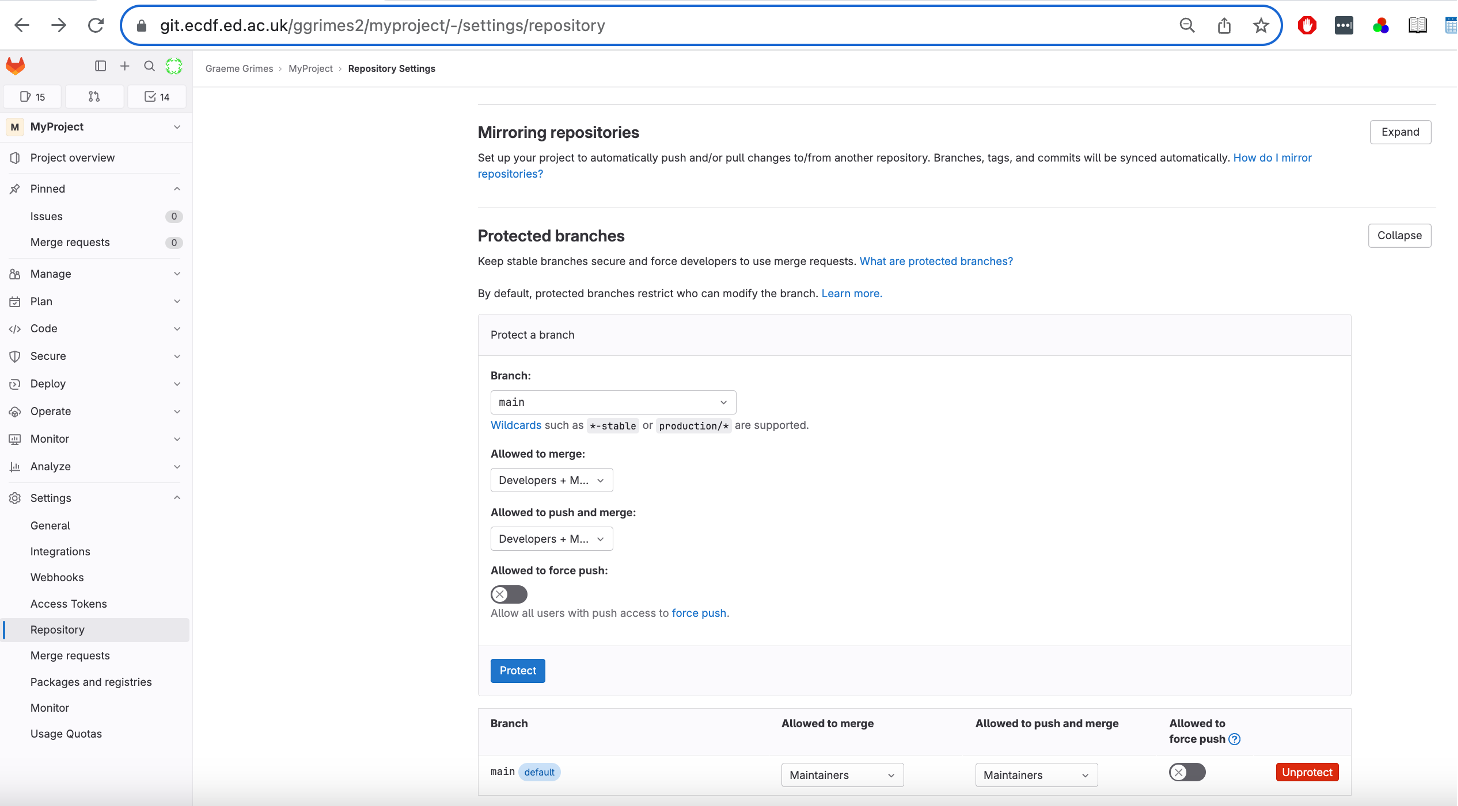 git.ecdf.ed.ac.uk/ggrimes2/myproject/-/settings/repository
15
14
Graeme Grimes › MyProject › Repository Settings
M MyProject
Project overview
Pinned
Issues 0
Merge requests 0
Manage
Plan
Code
Secure
Deploy
Operate
Monitor
Analyze
Settings
General
Integrations
Webhooks
Access Tokens
Repository
Merge requests
Packages and registries
Monitor
Usage Quotas
Mirroring repositories
Expand
Set up your project to automatically push and/or pull changes to/from another repository. Branches, tags, and commits will be synced automatically. How do I mirror
repositories?
Protected branches
Collapse
Keep stable branches secure and force developers to use merge requests. What are protected branches?
By default, protected branches restrict who can modify the branch. Learn more.
Protect a branch
Branch:
main
Wildcards such as *-stable or production/* are supported.
Allowed to merge:
Developers + M...
Allowed to push and merge:
Developers + M...
Allowed to force push:
Allow all users with push access to force push.
Protect
Branch Allowed to merge Allowed to push and merge Allowed to
force push ?
main default Maintainers Maintainers Unprotect